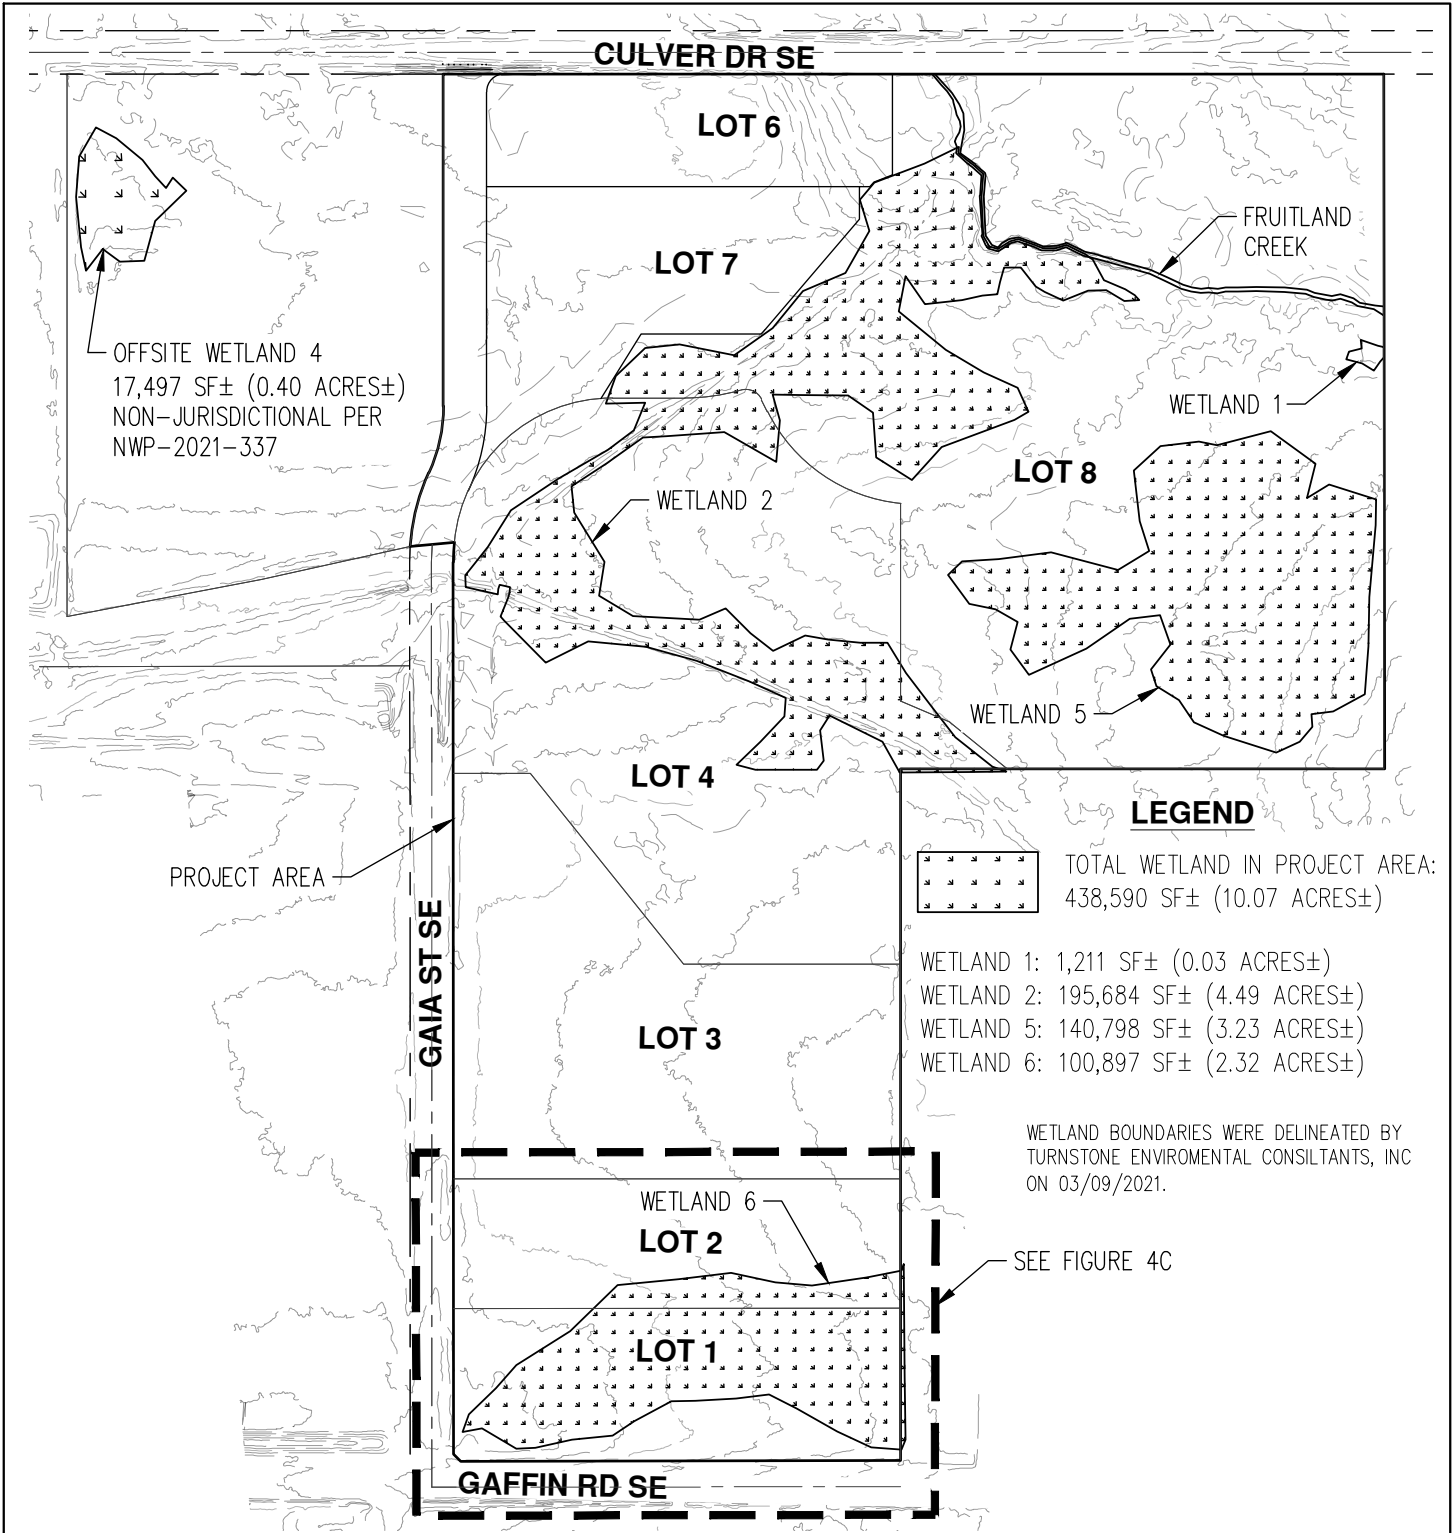 CULVER DR SE
LOT 6
FRUITLAND
CREEK
LOT 7
OFFSITE WETLAND 4
17,497 SF± (0.40 ACRES±)
NON-JURISDICTIONAL PER
NWP-2021-337
WETLAND 1
LOT 8
WETLAND 2
WETLAND 5
LOT 4
LEGEND
TOTAL WETLAND IN PROJECT AREA:
438,590 SF± (10.07 ACRES±)
PROJECT AREA
GAIA ST SE
WETLAND 1: 1,211 SF± (0.03 ACRES±)
WETLAND 2: 195,684 SF± (4.49 ACRES±)
WETLAND 5: 140,798 SF± (3.23 ACRES±)
WETLAND 6: 100,897 SF± (2.32 ACRES±)
LOT 3
WETLAND BOUNDARIES WERE DELINEATED BY
TURNSTONE ENVIROMENTAL CONSILTANTS, INC
ON 03/09/2021.
WETLAND 6
LOT 2
SEE FIGURE 4C
LOT 1
GAFFIN RD SE